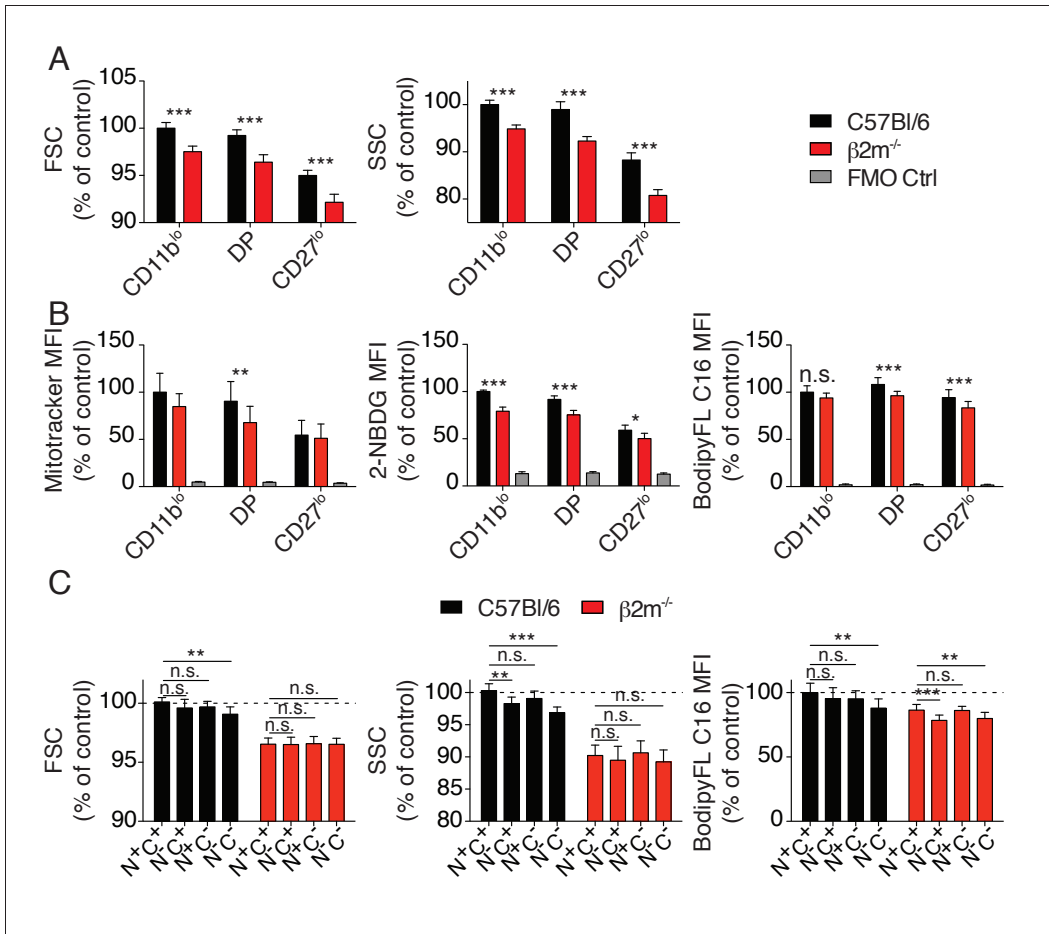 A
FSC
(% of control)
105
100
95
90
***
***
***
CD11b^lo
DP
CD27^lo
SSC
(% of control)
100
90
80
***
***
***
CD11b^lo
DP
CD27^lo
C57Bl/6
β2m^-/-
FMO Ctrl
B
Mitotracker MFI
(% of control)
150
100
50
0
**
CD11b^lo
DP
CD27^lo
2-NBDG MFI
(% of control)
150
100
50
0
***
***
*
CD11b^lo
DP
CD27^lo
BodipyFL C16 MFI
(% of control)
150
100
50
0
n.s.
***
***
CD11b^lo
DP
CD27^lo
C
C57Bl/6
β2m^-/-
FSC
(% of control)
100
95
90
**
n.s.
n.s.
n.s.
n.s.
n.s.
N+C+
N-C+
N+C-
N-C-
N+C+
N-C+
N+C-
N-C-
SSC
(% of control)
100
95
90
85
80
***
n.s.
**
n.s.
n.s.
n.s.
N+C+
N-C+
N+C-
N-C-
N+C+
N-C+
N+C-
N-C-
BodipyFL C16 MFI
(% of control)
100
50
0
**
n.s.
n.s.
**
n.s.
***
N+C+
N-C+
N+C-
N-C-
N+C+
N-C+
N+C-
N-C-